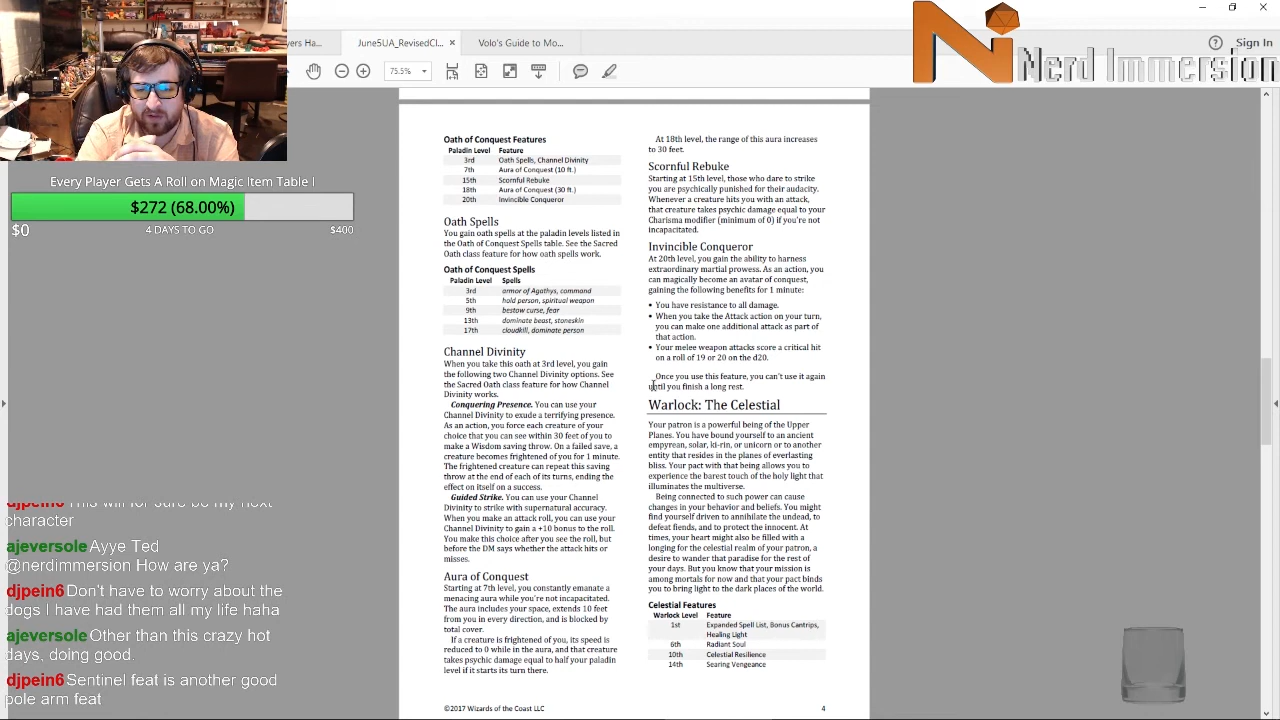 Nerd Immersion
ers Ha...
June5UA_RevisedCl...
Volo's Guide to Mo...
Sign In
75.5%
Every Player Gets A Roll on Magic Item Table I
$272 (68.00%)
$0
4 DAYS TO GO
$400
djpein6 This will for sure be my next
character
ajeversole Ayye Ted
@nerdimmersion How are ya?
djpein6 Don't have to worry about the
dogs I have had them all my life haha
ajeversole Other than this crazy hot
days, doing good.
djpein6 Sentinel feat is another good
pole arm feat
Oath of Conquest Features
Paladin Level Feature
3rd Oath Spells, Channel Divinity
7th Aura of Conquest (10 ft.)
15th Scornful Rebuke
18th Aura of Conquest (30 ft.)
20th Invincible Conqueror
Oath Spells
You gain oath spells at the paladin levels listed
in the Oath of Conquest Spells table. See the Sacred
Oath class feature for how oath spells work.
Oath of Conquest Spells
Paladin Level Spells
3rd armor of Agathys, command
5th hold person, spiritual weapon
9th bestow curse, fear
13th dominate beast, stoneskin
17th cloudkill, dominate person
Channel Divinity
When you take this oath at 3rd level, you gain
the following two Channel Divinity options. See
the Sacred Oath class feature for how Channel
Divinity works.
Conquering Presence. You can use your
Channel Divinity to exude a terrifying presence.
As an action, you force each creature of your
choice that you can see within 30 feet of you to
make a Wisdom saving throw. On a failed save, a
creature becomes frightened of you for 1 minute.
The frightened creature can repeat this saving
throw at the end of each of its turns, ending the
effect on itself on a success.
Guided Strike. You can use your Channel
Divinity to strike with supernatural accuracy.
When you make an attack roll, you can use your
Channel Divinity to gain a +10 bonus to the roll.
You make this choice after you see the roll, but
before the DM says whether the attack hits or
misses.
Aura of Conquest
Starting at 7th level, you constantly emanate a
menacing aura while you're not incapacitated.
The aura includes your space, extends 10 feet
from you in every direction, and is blocked by
total cover.
If a creature is frightened of you, its speed is
reduced to 0 while in the aura, and that creature
takes psychic damage equal to half your paladin
level if it starts its turn there.
©2017 Wizards of the Coast LLC
At 18th level, the range of this aura increases
to 30 feet.
Scornful Rebuke
Starting at 15th level, those who dare to strike
you are psychically punished for their audacity.
Whenever a creature hits you with an attack,
that creature takes psychic damage equal to your
Charisma modifier (minimum of 0) if you're not
incapacitated.
Invincible Conqueror
At 20th level, you gain the ability to harness
extraordinary martial prowess. As an action, you
can magically become an avatar of conquest,
gaining the following benefits for 1 minute:
• You have resistance to all damage.
• When you take the Attack action on your turn,
you can make one additional attack as part of
that action.
• Your melee weapon attacks score a critical hit
on a roll of 19 or 20 on the d20.
Once you use this feature, you can't use it again
until you finish a long rest.
Warlock: The Celestial
Your patron is a powerful being of the Upper
Planes. You have bound yourself to an ancient
empyrean, solar, ki-rin, or unicorn or to another
entity that resides in the planes of everlasting
bliss. Your pact with that being allows you to
experience the barest touch of the holy light that
illuminates the multiverse.
Being connected to such power can cause
changes in your behavior and beliefs. You might
find yourself driven to annihilate the undead, to
defeat fiends, and to protect the innocent. At
times, your heart might also be filled with a
longing for the celestial realm of your patron, a
desire to wander that paradise for the rest of
your days. But you know that your mission is
among mortals for now and that your pact binds
you to bring light to the dark places of the world.
Celestial Features
Warlock Level Feature
1st Expanded Spell List, Bonus Cantrips,
Healing Light
6th Radiant Soul
10th Celestial Resilience
14th Searing Vengeance
4